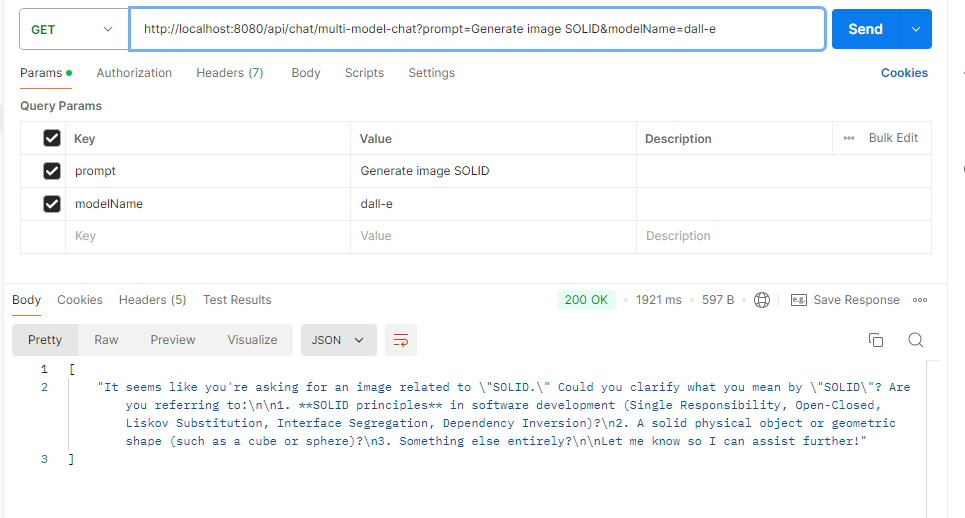 GET http://localhost:8080/api/chat/multi-model-chat?prompt=Generate image SOLID&modelName=dall-e Send
Params Authorization Headers (7) Body Scripts Settings Cookies
Query Params
Key Value Description Bulk Edit
prompt Generate image SOLID
modelName dall-e
Key Value Description
Body Cookies Headers (5) Test Results 200 OK 1921 ms 597 B e.g. Save Response
Pretty Raw Preview Visualize JSON
1 [
2 "It seems like you're asking for an image related to \"SOLID.\" Could you clarify what you mean by \"SOLID\"? Are
you referring to:\n\n1. **SOLID principles** in software development (Single Responsibility, Open-Closed,
Liskov Substitution, Interface Segregation, Dependency Inversion)?\n2. A solid physical object or geometric
shape (such as a cube or sphere)?\n3. Something else entirely?\n\nLet me know so I can assist further!"
3 ]